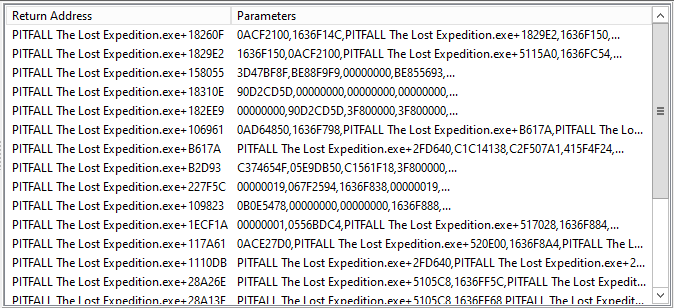 Return Address Parameters
PITFALL The Lost Expedition.exe+18260F 0ACF2100,1636F14C,PITFALL The Lost Expedition.exe+1829E2,1636F150,...
PITFALL The Lost Expedition.exe+1829E2 1636F150,0ACF2100,PITFALL The Lost Expedition.exe+5115A0,1636FC54,...
PITFALL The Lost Expedition.exe+158055 3D47BF8F,BE88F9F9,00000000,BE855693,...
PITFALL The Lost Expedition.exe+18310E 90D2CD5D,00000000,00000000,00000000,...
PITFALL The Lost Expedition.exe+182EE9 00000000,90D2CD5D,3F800000,3F800000,...
PITFALL The Lost Expedition.exe+106961 0AD64850,1636F798,PITFALL The Lost Expedition.exe+B617A,PITFALL The Lo...
PITFALL The Lost Expedition.exe+B617A PITFALL The Lost Expedition.exe+2FD640,C1C14138,C2F507A1,415F4F24,...
PITFALL The Lost Expedition.exe+B2D93 C374654F,05E9DB50,C1561F18,3F800000,...
PITFALL The Lost Expedition.exe+227F5C 00000019,067F2594,1636F838,00000019,...
PITFALL The Lost Expedition.exe+109823 0B0E5478,00000000,00000000,1636F888,...
PITFALL The Lost Expedition.exe+1ECF1A 00000001,0556BDC4,PITFALL The Lost Expedition.exe+517028,1636F884,...
PITFALL The Lost Expedition.exe+117A61 0ACE27D0,PITFALL The Lost Expedition.exe+520E00,1636F8A4,PITFALL The L...
PITFALL The Lost Expedition.exe+1110DB PITFALL The Lost Expedition.exe+2FD640,PITFALL The Lost Expedition.exe+2...
PITFALL The Lost Expedition.exe+28A26E PITFALL The Lost Expedition.exe+5105C8,1636FF5C,PITFALL The Lost Expediti...
PITFALL The Lost Expedition.exe+28A13F PITFALL The Lost Expedition.exe+5105C8,1636FF68,PITFALL The Lost Expediti...